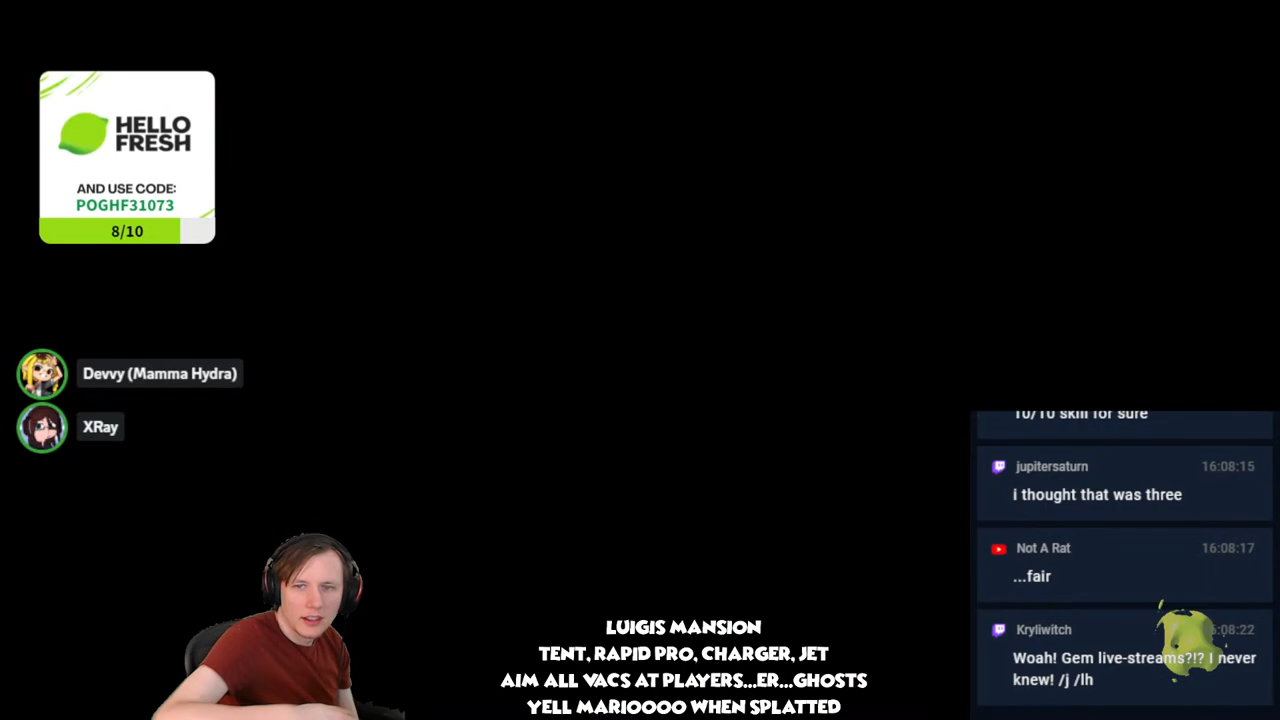 HELLO
FRESH
AND USE CODE:
POGHF31073
8/10
Devvy (Mamma Hydra)
XRay
10/10 skill for sure
jupitersaturn 16:08:15
i thought that was three
Not A Rat 16:08:17
...fair
Kryliwitch 16:08:22
Woah! Gem live-streams?!? I never
knew! /j /lh
LUIGIS MANSION
TENT, RAPID PRO, CHARGER, JET
AIM ALL VACS AT PLAYERS...ER...GHOSTS
YELL MARIOOOO WHEN SPLATTED